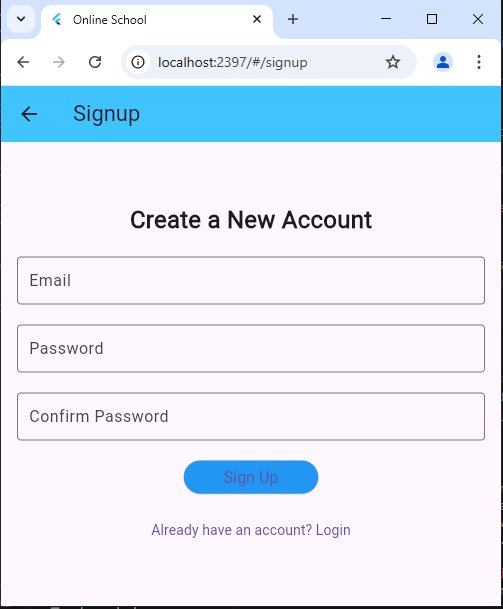 Online School
localhost:2397/#/signup
Signup
Create a New Account
Email
Password
Confirm Password
Sign Up
Already have an account? Login